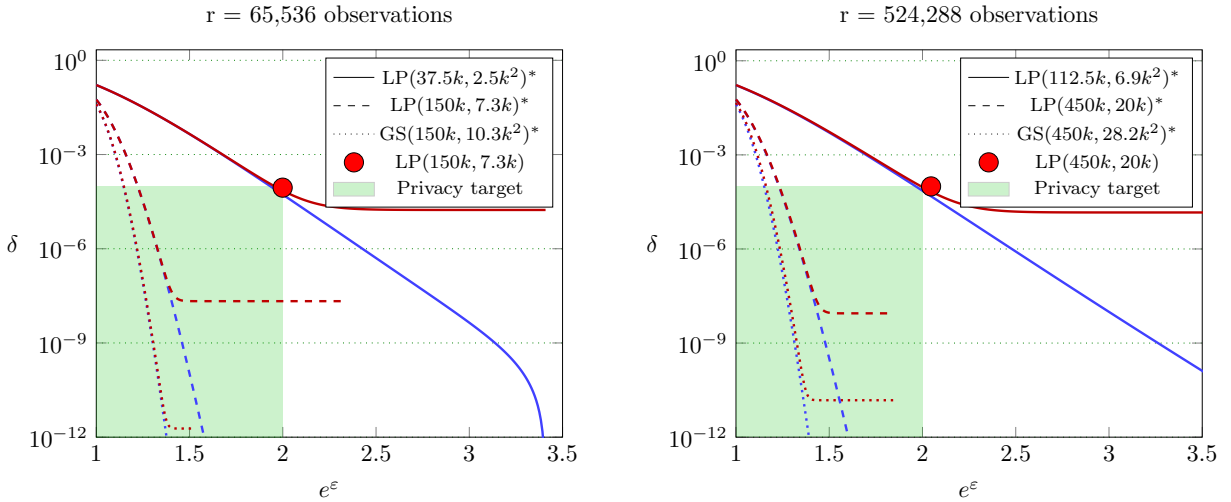 r = 65,536 observations
10^0
10^-3
10^-6
10^-9
10^-12
δ
1
1.5
2
2.5
3
3.5
e^ε
LP(37.5k, 2.5k^2)*
LP(150k, 7.3k)*
GS(150k, 10.3k^2)*
LP(150k, 7.3k)
Privacy target
r = 524,288 observations
10^0
10^-3
10^-6
10^-9
10^-12
δ
1
1.5
2
2.5
3
3.5
e^ε
LP(112.5k, 6.9k^2)*
LP(450k, 20k)*
GS(450k, 28.2k^2)*
LP(450k, 20k)
Privacy target